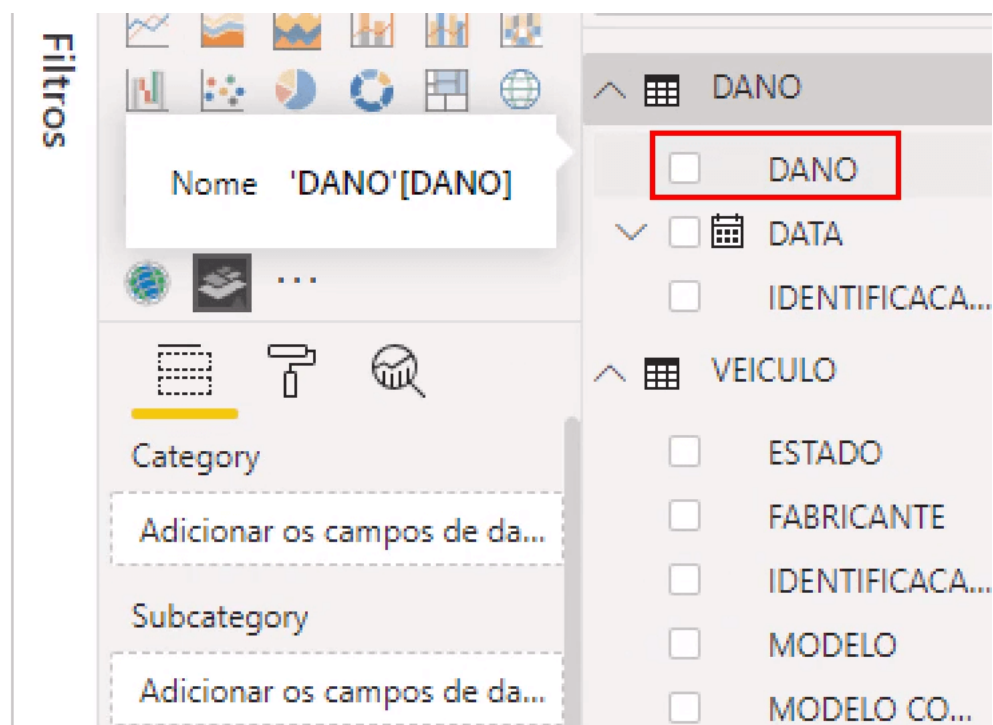 Filtros
Nome 'DANO'[DANO]
Category
Adicionar os campos de da...
Subcategory
Adicionar os campos de da...
DANO
DANO
DATA
IDENTIFICACA...
VEICULO
ESTADO
FABRICANTE
IDENTIFICACA...
MODELO
MODELO CO...